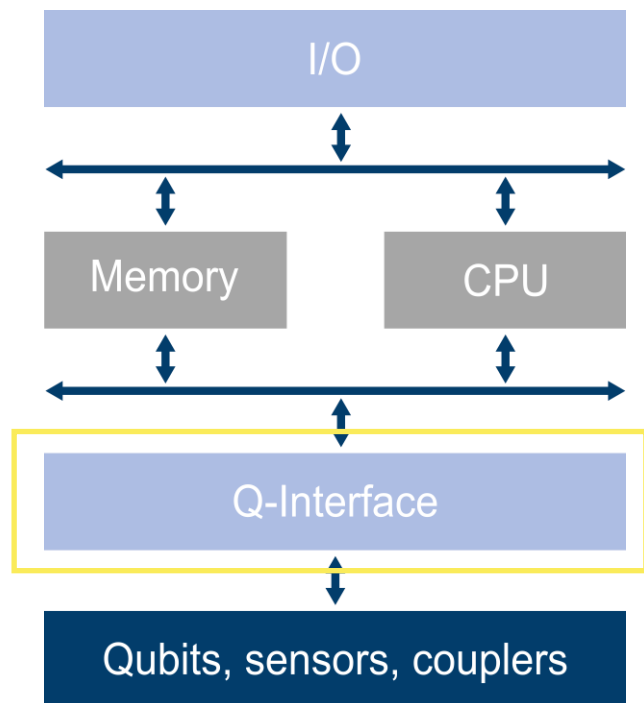 I/O
Memory
CPU
Q-Interface
Qubits, sensors, couplers